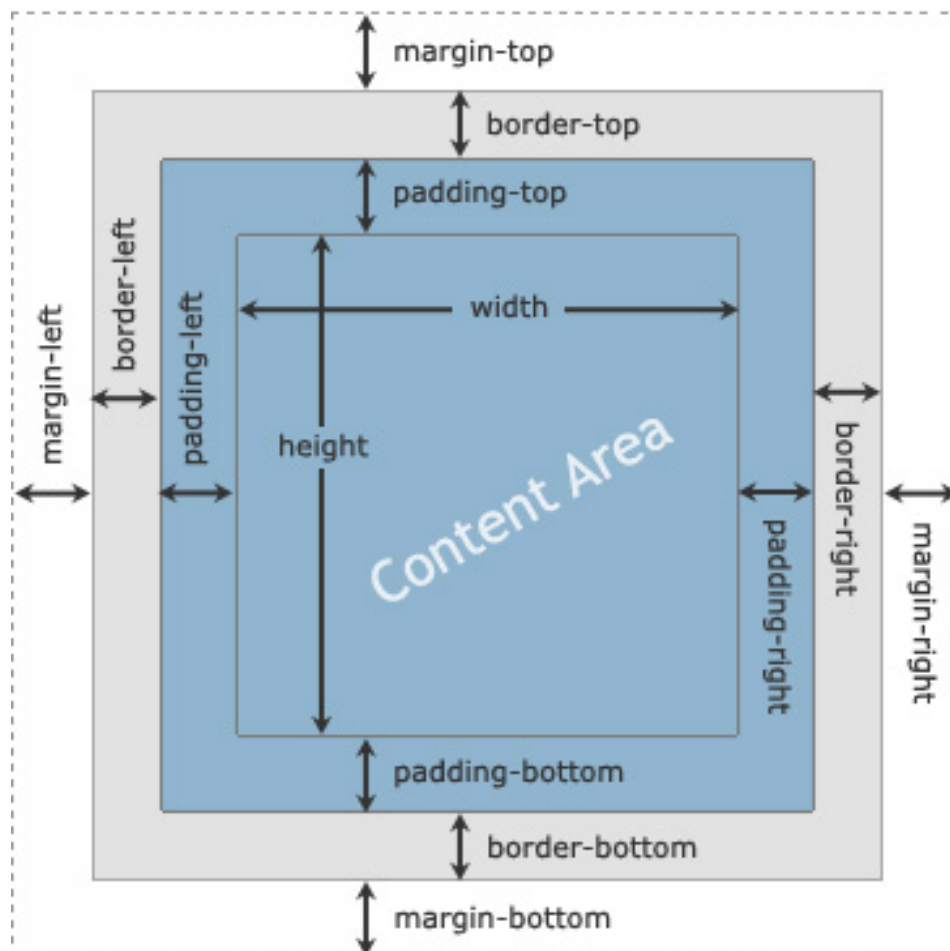 margin-top
border-top
padding-top
width
border-left
padding-left
margin-left
height
Content Area
border-right
padding-right
margin-right
padding-bottom
border-bottom
margin-bottom